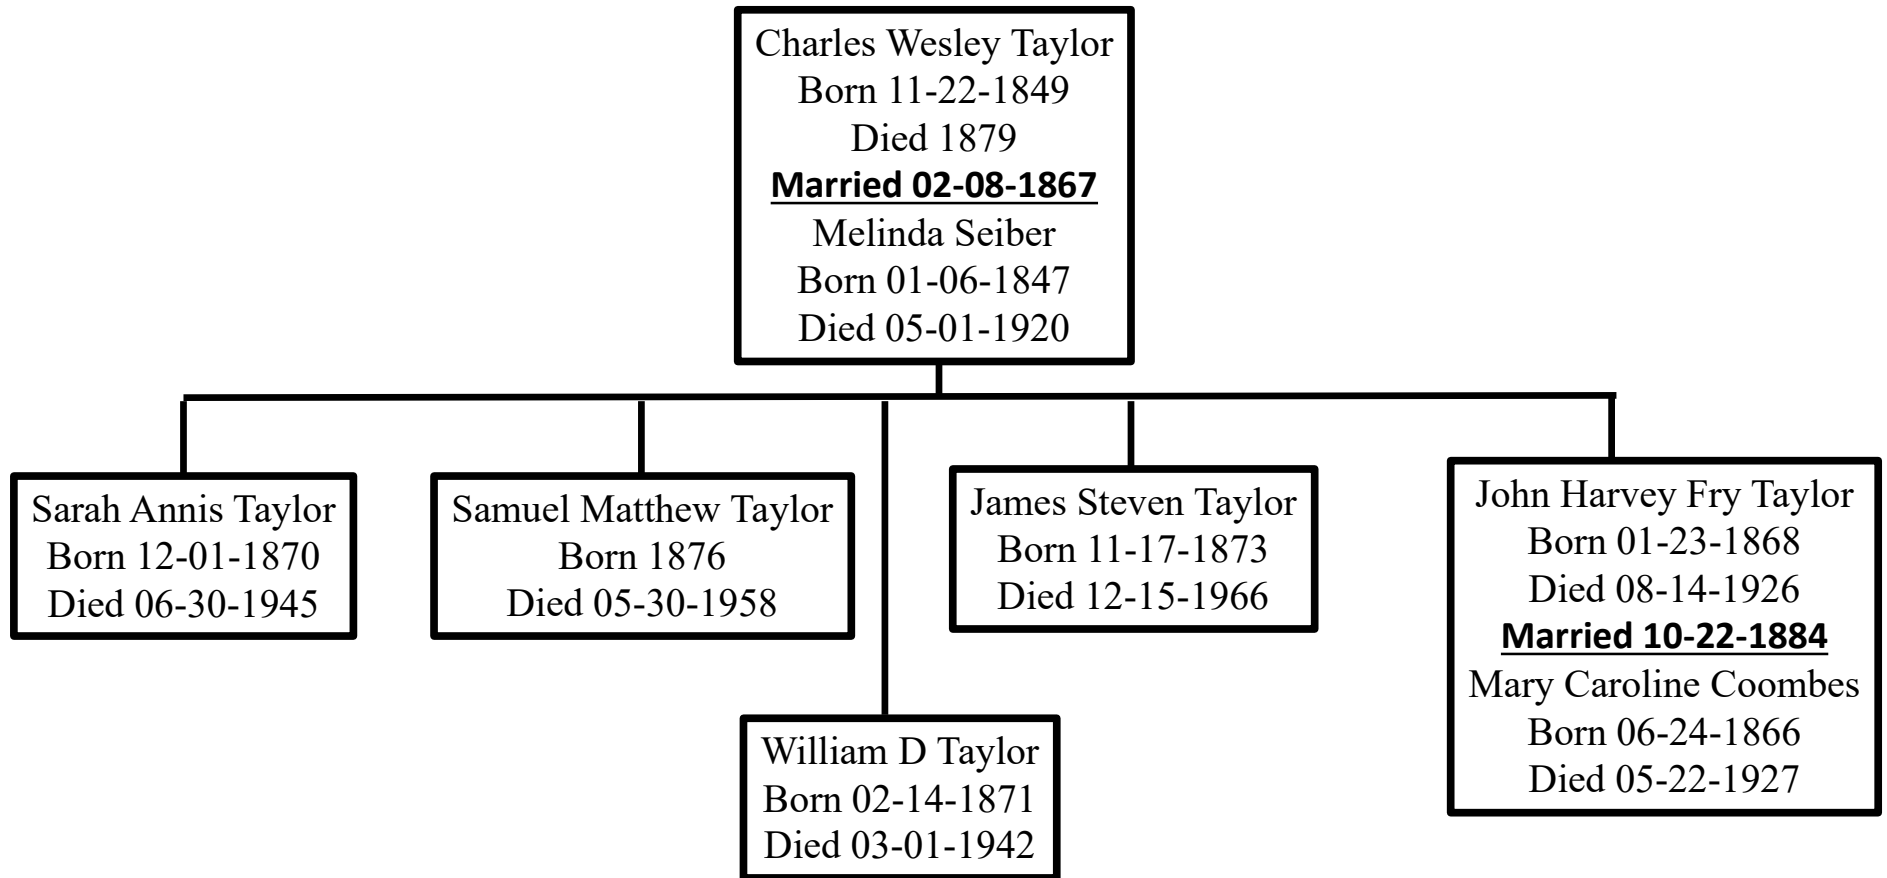 Charles Wesley Taylor
Born 11-22-1849
Died 1879
Married 02-08-1867
Melinda Seiber
Born 01-06-1847
Died 05-01-1920
Sarah Annis Taylor
Born 12-01-1870
Died 06-30-1945
Samuel Matthew Taylor
Born 1876
Died 05-30-1958
James Steven Taylor
Born 11-17-1873
Died 12-15-1966
John Harvey Fry Taylor
Born 01-23-1868
Died 08-14-1926
Married 10-22-1884
Mary Caroline Coombes
Born 06-24-1866
Died 05-22-1927
William D Taylor
Born 02-14-1871
Died 03-01-1942